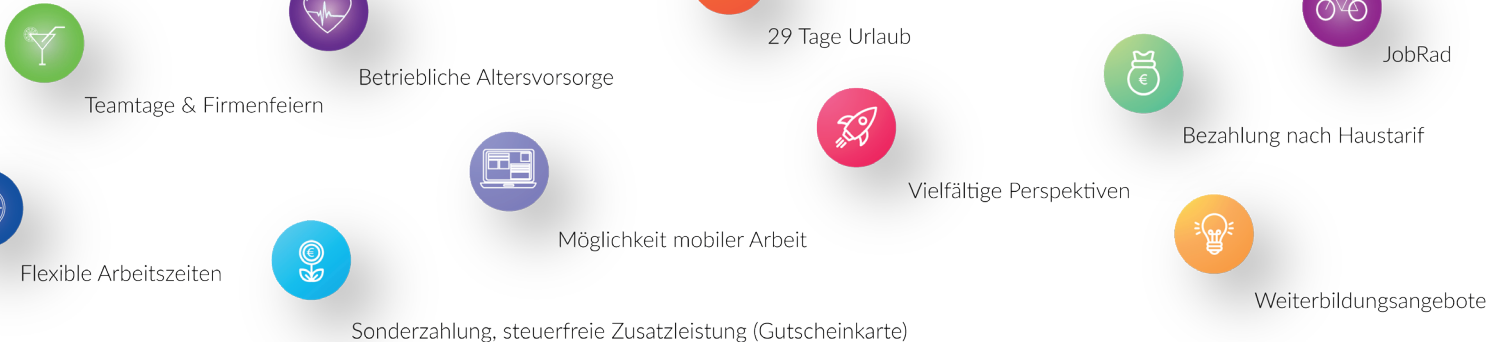 29 Tage Urlaub
JobRad
Betriebliche Altersvorsorge
Teamtage & Firmenfeiern
Bezahlung nach Haustarif
Vielfältige Perspektiven
Möglichkeit mobiler Arbeit
Flexible Arbeitszeiten
Weiterbildungsangebote
Sonderzahlung, steuerfreie Zusatzleistung (Gutscheinkarte)